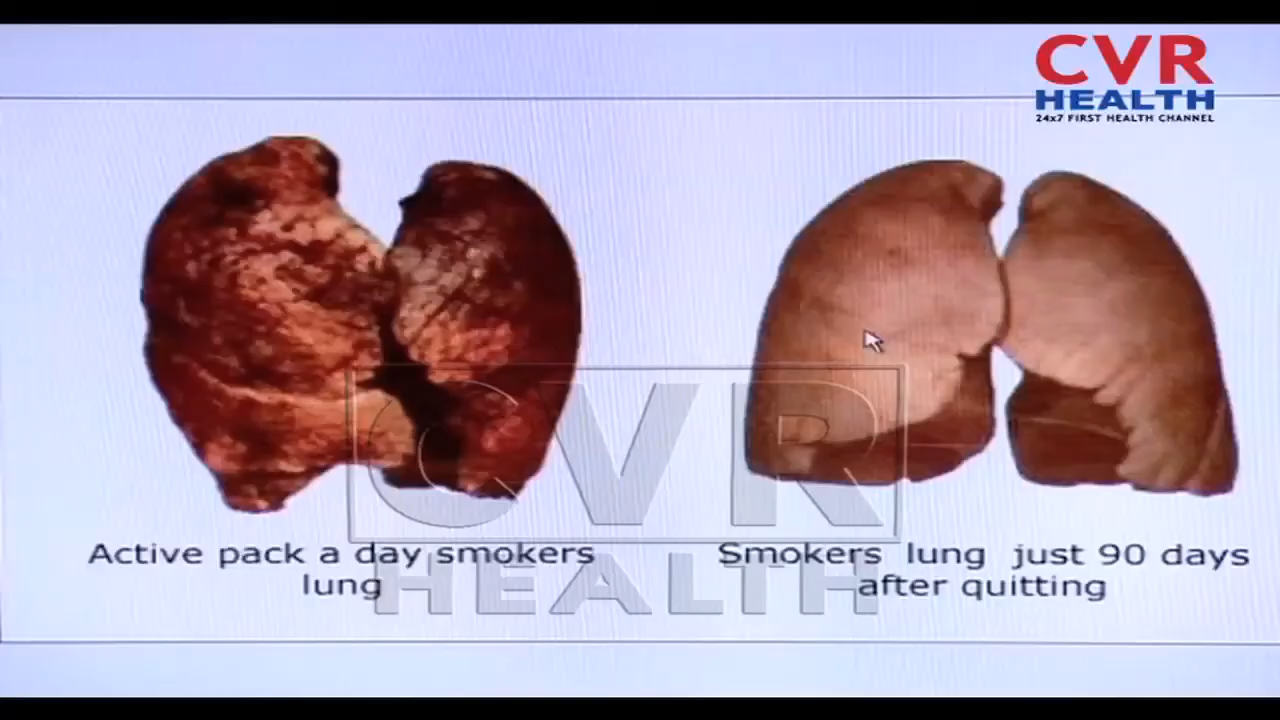 CVR
HEALTH
24x7 FIRST HEALTH CHANNEL
CVR
HEALTH
Active pack a day smokers
lung
Smokers lung just 90 days
after quitting